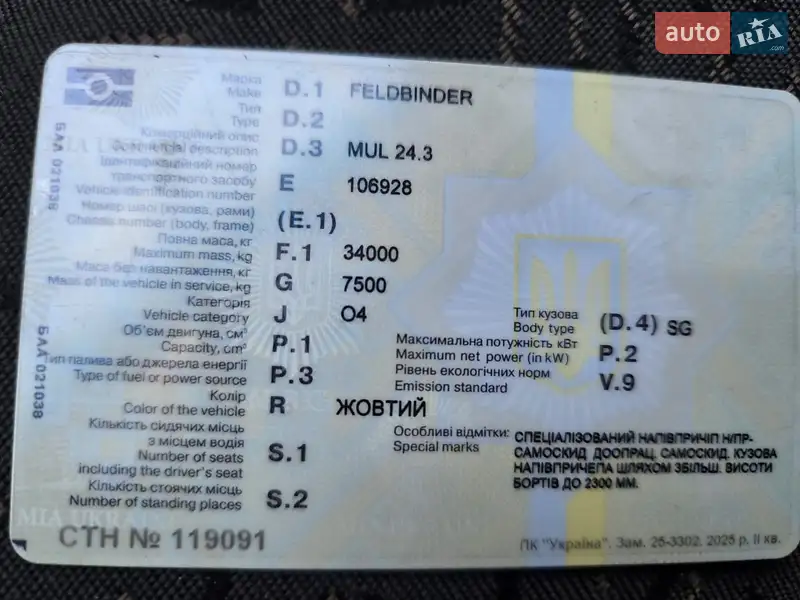 auto RIA .com
Марка
Make D.1 FELDBINDER
Тип
Type D.2
Комерційний опис
Commercial description D.3 MUL 24.3
Ідентифікаційний номер
транспортного засобу E 106928
Vehicle identification number
Номер шасі (кузова, рами)
Chassis number (body, frame) (E.1)
Повна маса, кг
Maximum mass, kg F.1 34000
Маса без навантаження, кг
Mass of the vehicle in service, kg G 7500
Категорія
Vehicle category J O4
Тип кузова
Body type (D.4) SG
Об'єм двигуна, см³
Capacity, cm³ P.1
Максимальна потужність кВт
Maximum net power (in kW) P.2
Тип палива або джерела енергії
Type of fuel or power source P.3
Рівень екологічних норм
Emission standard V.9
Колір
Color of the vehicle R ЖОВТИЙ
Кількість сидячих місць
з місцем водія
Number of seats S.1
including the driver's seat
Особливі відмітки:
Special marks
СПЕЦІАЛІЗОВАНИЙ НАПІВПРИЧІП Н/ПР-
САМОСКИД ДООПРАЦ. САМОСКИД. КУЗОВА
НАПІВПРИЧЕПА ШЛЯХОМ ЗБІЛЬШ. ВИСОТИ
БОРТІВ ДО 2300 ММ.
Кількість стоячих місць
Number of standing places S.2
MIA UKRAINE
СТН № 119091
ПК "Україна". Зам. 25-3302. 2025 р. II кв.
БАА 021038
БАА 021038